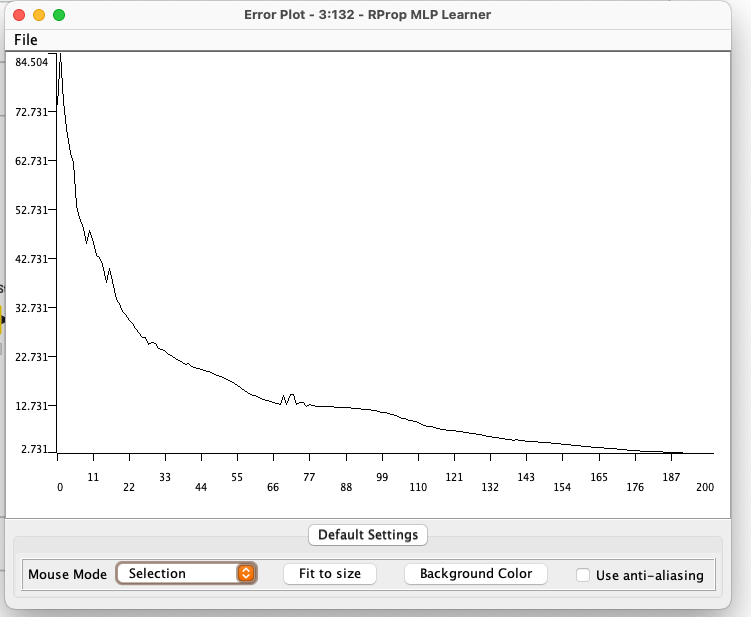 Error Plot - 3:132 - RProp MLP Learner
File
84.504
72.731
62.731
52.731
42.731
32.731
22.731
12.731
2.731
11 33 55 77 99 121 143 165 187
0 22 44 66 88 110 132 154 176 200
Default Settings
Mouse Mode Selection Fit to size Background Color Use anti-aliasing